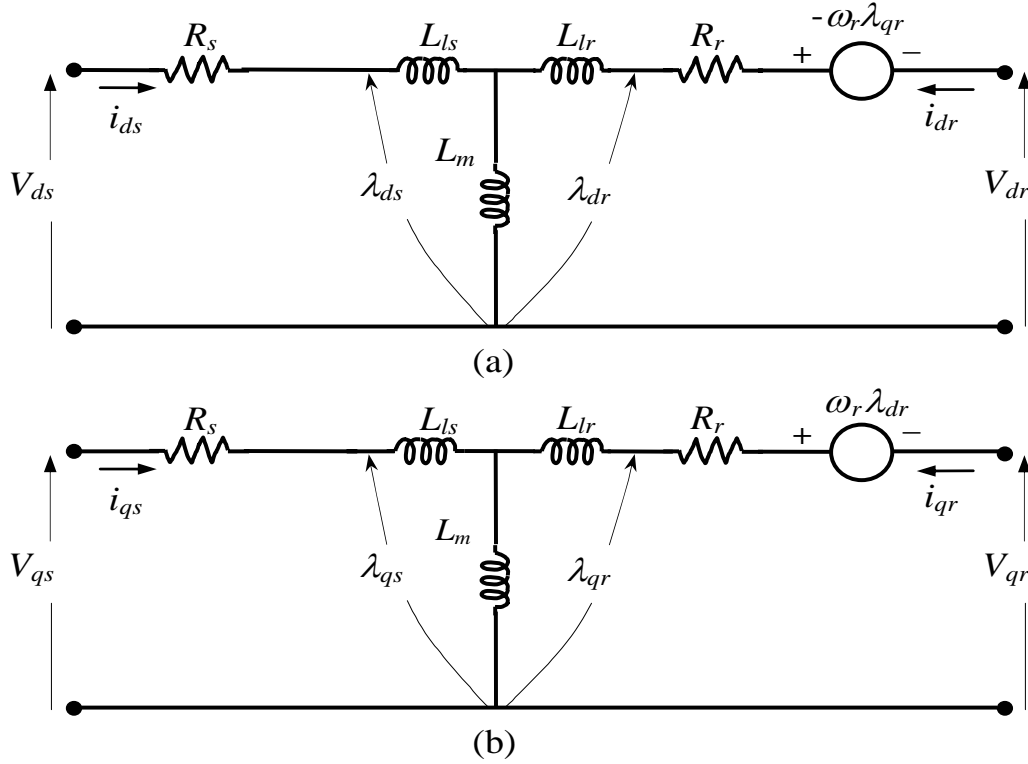 -ωrλqr
Rs Lls Llr Rr + −
ids idr
Lm
Vds λds λdr Vdr
(a)
ωrλdr
Rs Lls Llr Rr + −
iqs iqr
Lm
Vqs λqs λqr Vqr
(b)